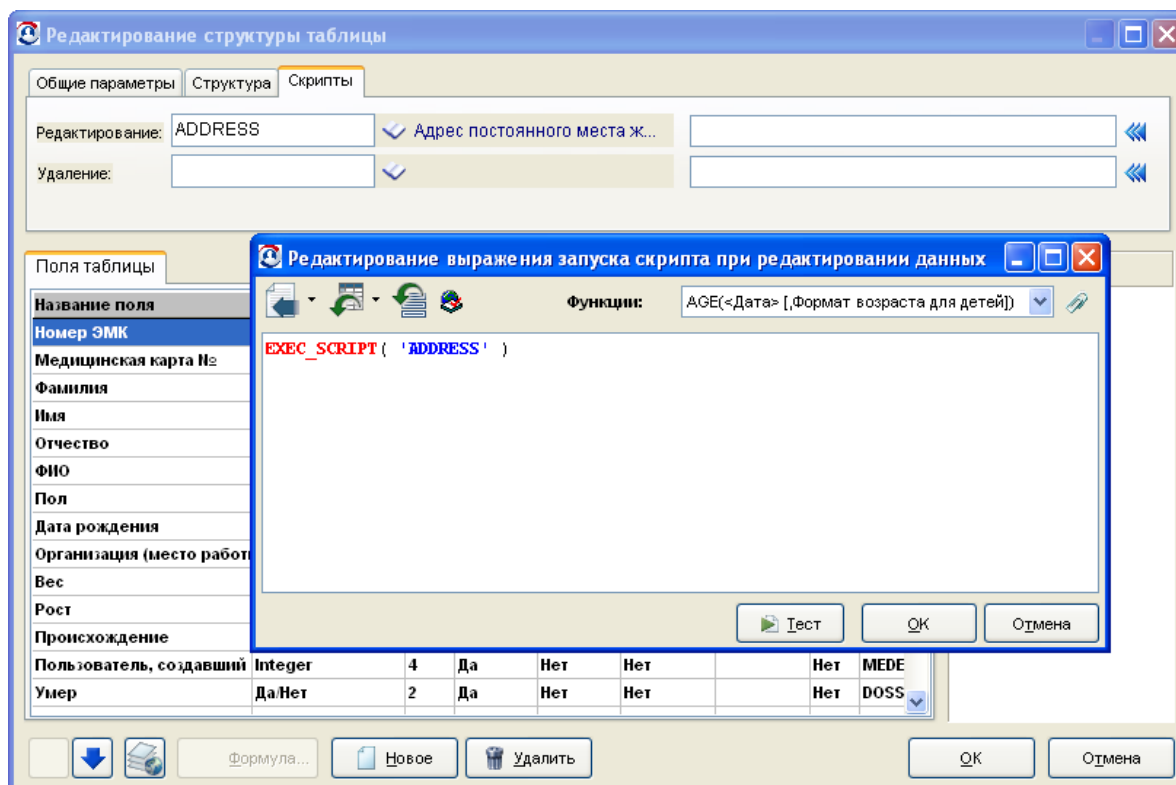 Редактирование структуры таблицы
Общие параметры Структура Скрипты
Редактирование: ADDRESS Адрес постоянного места ж...
Удаление:
Поля таблицы
Редактирование выражения запуска скрипта при редактировании данных
Функции: AGE(<Дата> [,Формат возраста для детей])
EXEC_SCRIPT( 'ADDRESS' )
Тест OK Отмена
Название поля
Номер ЭМК
Медицинская карта №
Фамилия
Имя
Отчество
ФИО
Пол
Дата рождения
Организация (место работы
Вес
Рост
Происхождение
Пользователь, создавший Integer 4 Да Нет Нет Нет MEDE
Умер Да/Нет 2 Да Нет Нет Нет DOSS
Формула... Новое Удалить OK Отмена